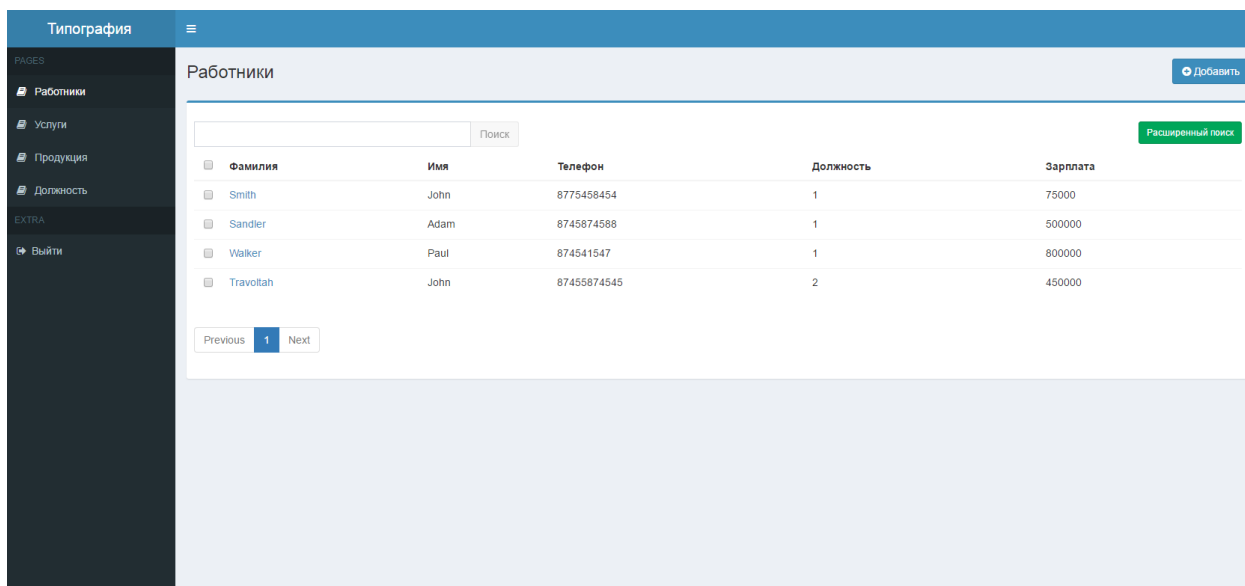 Типография
PAGES
Работники
Услуги
Продукция
Должность
EXTRA
Выйти
Работники
Добавить
Поиск
Расширенный поиск
Фамилия Имя Телефон Должность Зарплата
Smith John 8775458454 1 75000
Sandler Adam 8745874588 1 500000
Walker Paul 874541547 1 800000
Travoltah John 87455874545 2 450000
Previous 1 Next